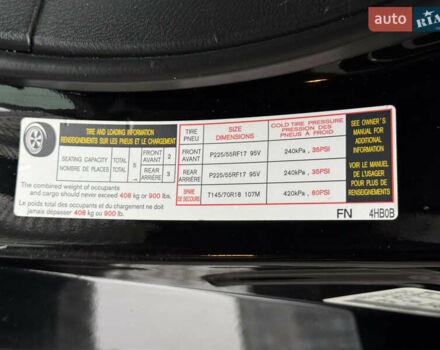 auto RIA
TIRE AND LOADING INFORMATION
RENSEIGNEMENTS SUR LES PNEUS ET LE CHARGEMENT
SEATING CAPACITY TOTAL
NOMBRE DE PLACES TOTAL
5
FRONT
AVANT
2
REAR
ARRIÈRE
3
The combined weight of occupants
and cargo should never exceed 408 kg or 900 lbs.
Le poids total des occupants et du chargement ne doit
jamais dépasser 408 kg ou 900 lb.
TIRE
PNEU
SIZE
DIMENSIONS
COLD TIRE PRESSURE
PRESSION DES
PNEUS A FROID
FRONT
AVANT
P225/55RF17 95V
240kPa , 35PSI
REAR
ARRIÈRE
P225/55RF17 95V
240kPa , 35PSI
SPARE
DE SECOURS
T145/70R18 107M
420kPa , 60PSI
SEE OWNER'S
MANUAL FOR
ADDITIONAL
INFORMATION
VOIR LE MANUEL
DE L'USAGER
POUR PLUS DE
RENSEIGNEMENTS
FN 4HB0B